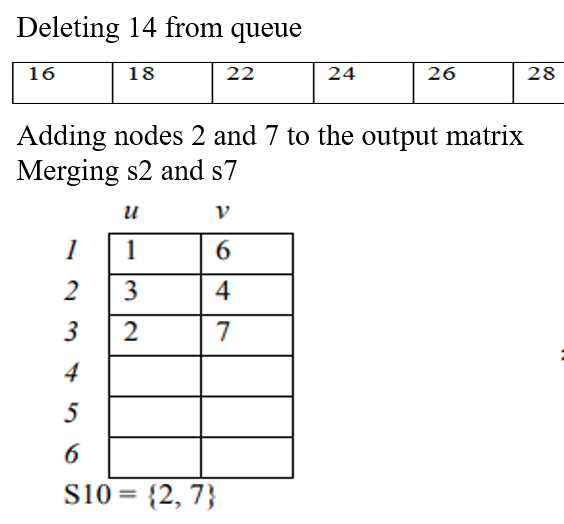 Deleting 14 from queue
16 18 22 24 26 28
Adding nodes 2 and 7 to the output matrix
Merging s2 and s7
u v
1 1 6
2 3 4
3 2 7
4
5
6
S10 = {2, 7}